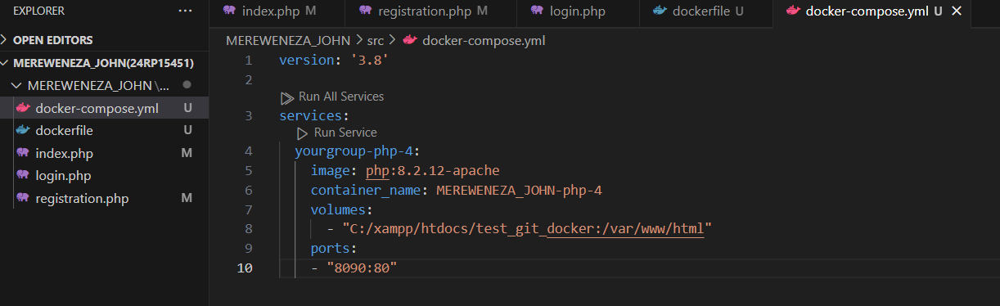 EXPLORER ···
OPEN EDITORS
MEREWENEZA_JOHN(24RP15451)
MEREWENEZA_JOHN \...
docker-compose.yml U
dockerfile U
index.php M
login.php
registration.php M
index.php M registration.php M login.php dockerfile U docker-compose.yml U
MEREWENEZA_JOHN > src > docker-compose.yml
1 version: '3.8'
2
Run All Services
3 services:
Run Service
4 yourgroup-php-4:
5 image: php:8.2.12-apache
6 container_name: MEREWENEZA_JOHN-php-4
7 volumes:
8 - "C:/xampp/htdocs/test_git_docker:/var/www/html"
9 ports:
10 - "8090:80"